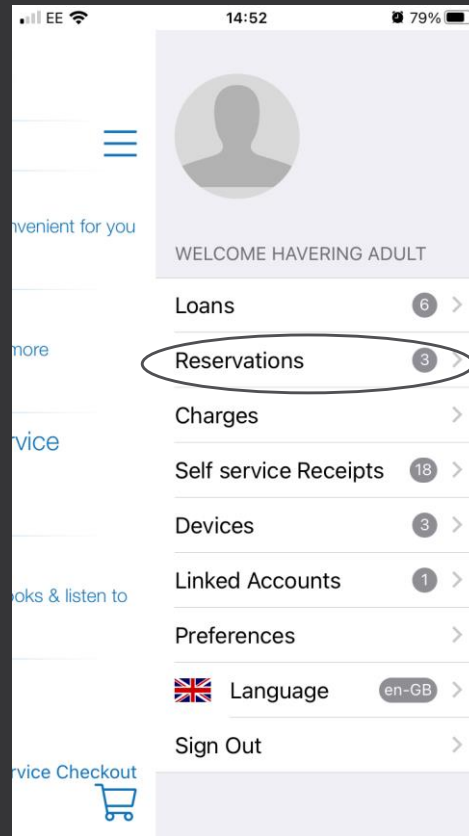 EE 14:52 79%
nvenient for you
WELCOME HAVERING ADULT
Loans 6
more
Reservations 3
Charges
rvice
Self service Receipts 18
Devices 3
ooks & listen to
Linked Accounts 1
Preferences
Language en-GB
Sign Out
rvice Checkout